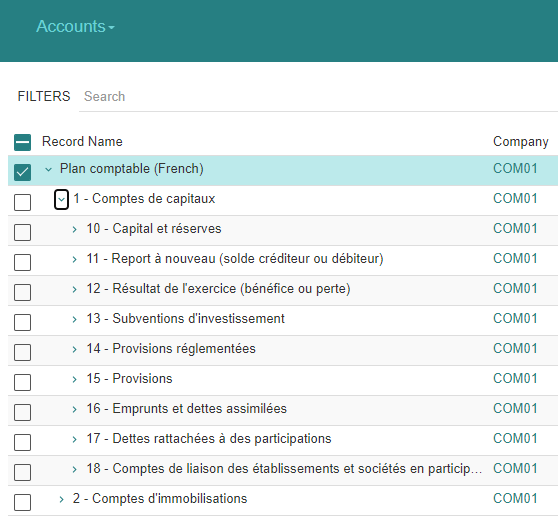 Accounts
FILTERS Search
Record Name Company
Plan comptable (French) COM01
1 - Comptes de capitaux COM01
10 - Capital et réserves COM01
11 - Report à nouveau (solde créditeur ou débiteur) COM01
12 - Résultat de l'exercice (bénéfice ou perte) COM01
13 - Subventions d'investissement COM01
14 - Provisions réglementées COM01
15 - Provisions COM01
16 - Emprunts et dettes assimilées COM01
17 - Dettes rattachées à des participations COM01
18 - Comptes de liaison des établissements et sociétés en particip... COM01
2 - Comptes d'immobilisations COM01